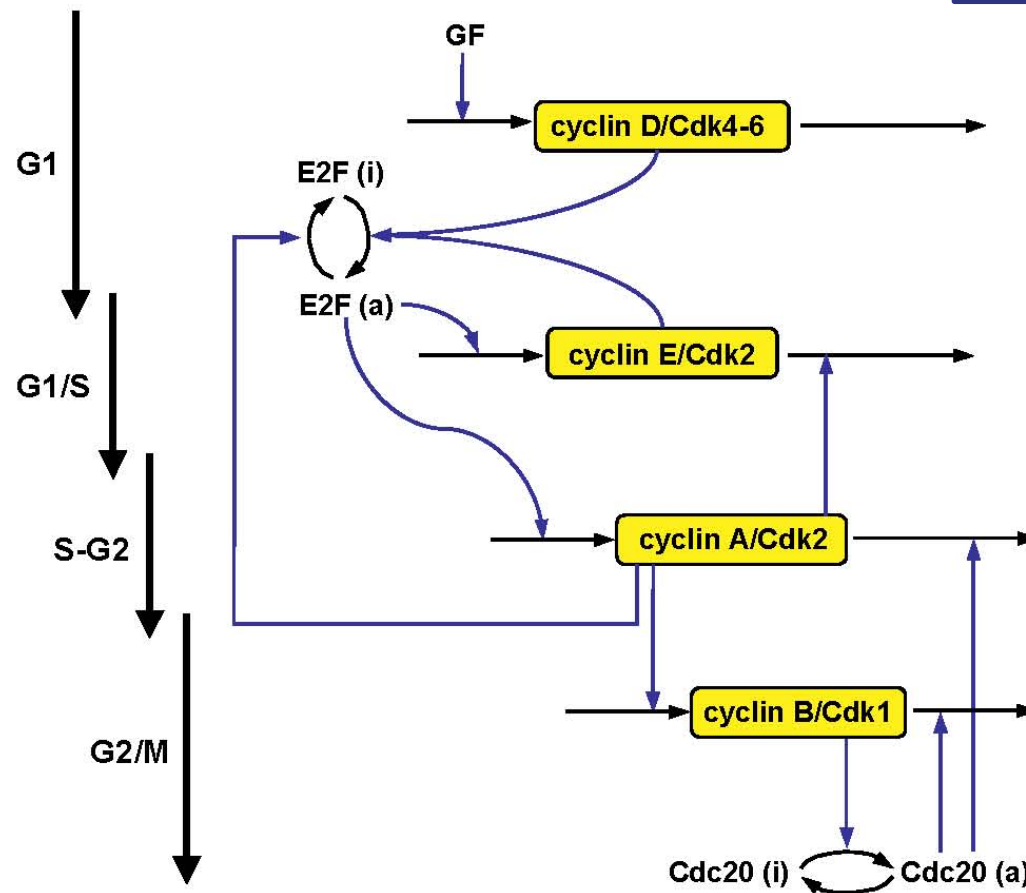 GF
cyclin D/Cdk4-6
G1
E2F (i)
E2F (a)
cyclin E/Cdk2
G1/S
cyclin A/Cdk2
S-G2
cyclin B/Cdk1
G2/M
Cdc20 (i)
Cdc20 (a)